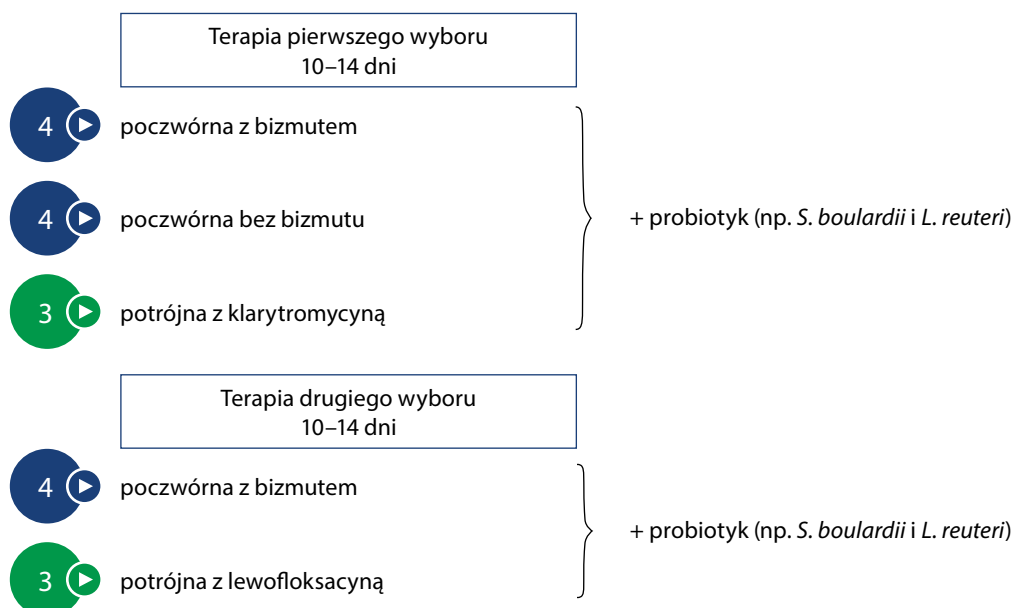 Terapia pierwszego wyboru
10–14 dni
4 poczwórna z bizmutem
4 poczwórna bez bizmutu
+ probiotyk (np. S. boulardii i L. reuteri)
3 potrójna z klarytromycyną
Terapia drugiego wyboru
10–14 dni
4 poczwórna z bizmutem
+ probiotyk (np. S. boulardii i L. reuteri)
3 potrójna z lewofloksacyną